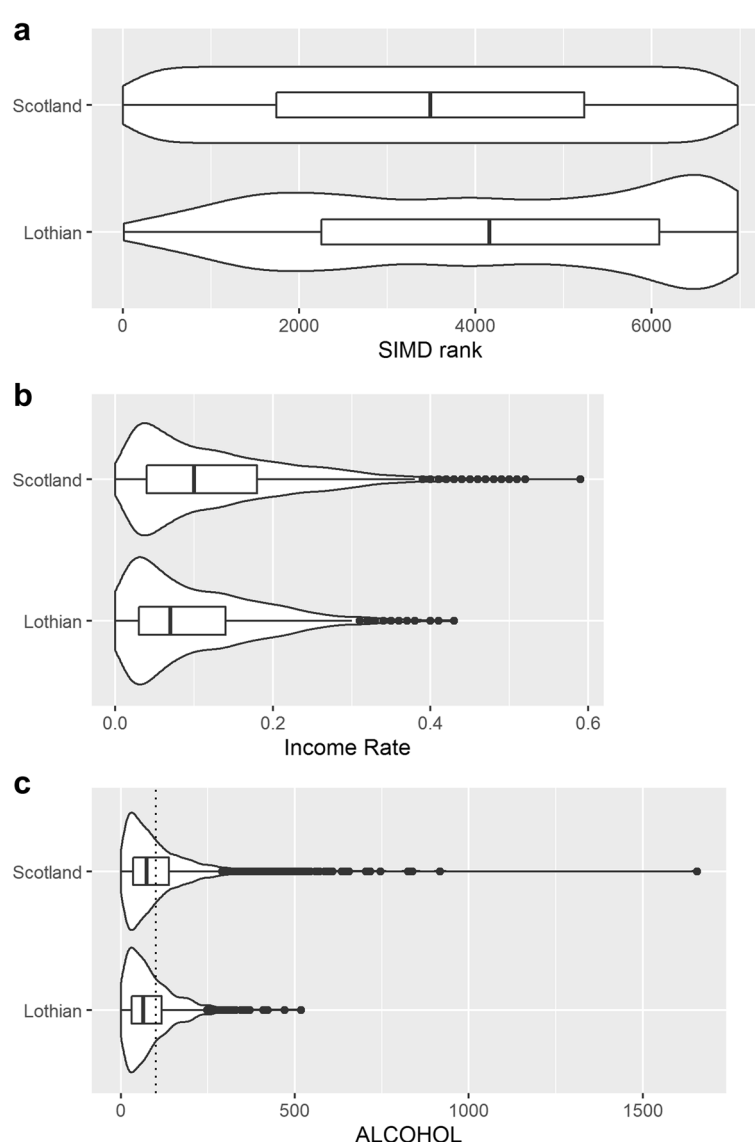 a
Scotland
Lothian
0 2000 4000 6000
SIMD rank
b
Scotland
Lothian
0.0 0.2 0.4 0.6
Income Rate
c
Scotland
Lothian
0 500 1000 1500
ALCOHOL